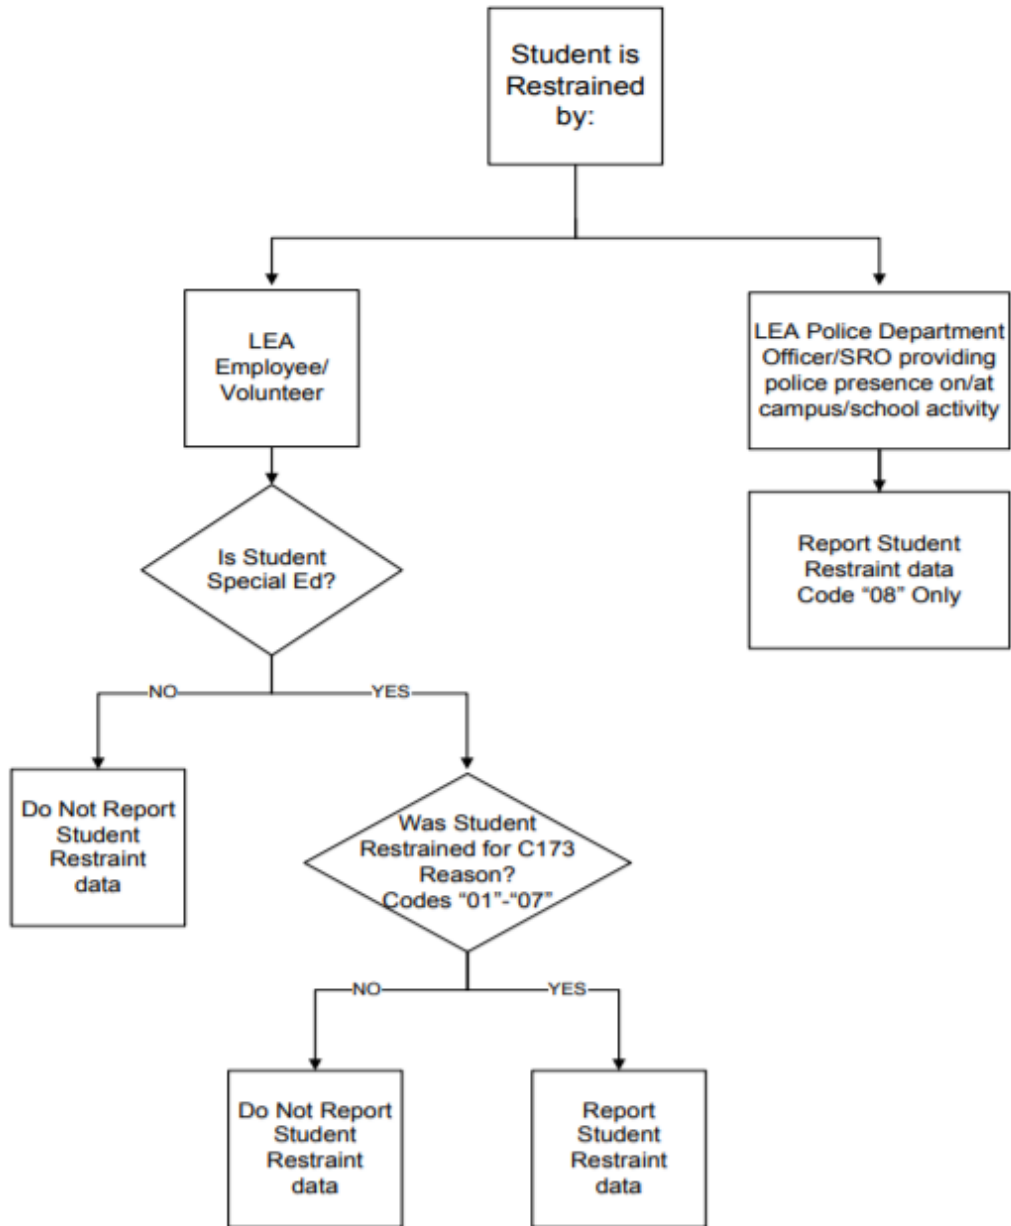 Student is
Restrained
by:
LEA
Employee/
Volunteer
LEA Police Department
Officer/SRO providing
police presence on/at
campus/school activity
Is Student
Special Ed?
Report Student
Restraint data
Code “08” Only
NO
YES
Do Not Report
Student
Restraint
data
Was Student
Restrained for C173
Reason?
Codes “01”-“07”
NO
YES
Do Not Report
Student
Restraint
data
Report
Student
Restraint
data